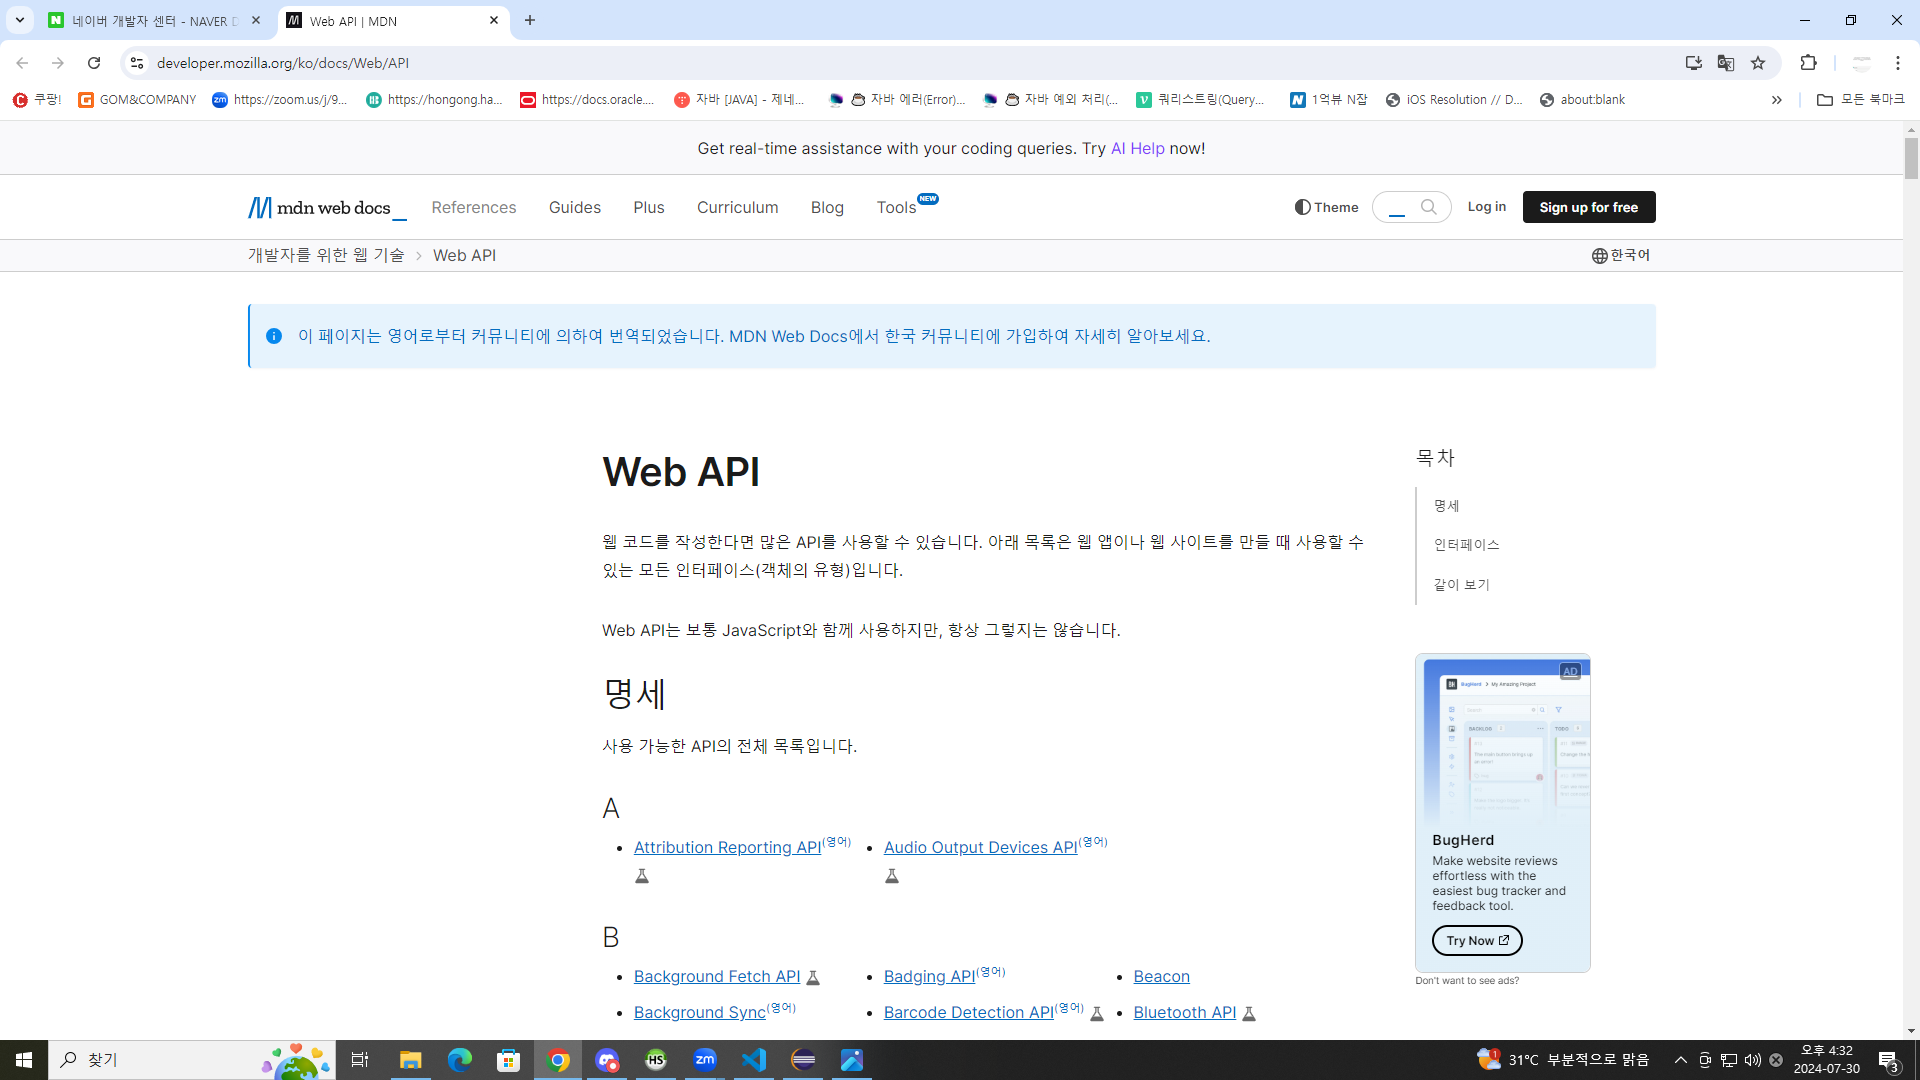 네이버 개발자 센터 - NAVER D
Web API | MDN
developer.mozilla.org/ko/docs/Web/API
쿠팡!
GOM&COMPANY
https://zoom.us/j/9...
https://hongong.ha...
https://docs.oracle....
자바 [JAVA] - 제네...
자바 에러(Error)...
자바 예외 처리(...
쿼리스트링(Query...
1억뷰 N잡
iOS Resolution // D...
about:blank
모든 북마크
Get real-time assistance with your coding queries. Try AI Help now!
mdn web docs
References
Guides
Plus
Curriculum
Blog
Tools
NEW
Theme
Log in
Sign up for free
개발자를 위한 웹 기술
Web API
한국어
이 페이지는 영어로부터 커뮤니티에 의하여 번역되었습니다. MDN Web Docs에서 한국 커뮤니티에 가입하여 자세히 알아보세요.
Web API
웹 코드를 작성한다면 많은 API를 사용할 수 있습니다. 아래 목록은 웹 앱이나 웹 사이트를 만들 때 사용할 수
있는 모든 인터페이스(객체의 유형)입니다.
Web API는 보통 JavaScript와 함께 사용하지만, 항상 그렇지는 않습니다.
명세
사용 가능한 API의 전체 목록입니다.
A
Attribution Reporting API(영어)
Audio Output Devices API(영어)
B
Background Fetch API
Badging API(영어)
Beacon
Background Sync(영어)
Barcode Detection API(영어)
Bluetooth API
목차
명세
인터페이스
같이 보기
AD
BugHerd
My Amazing Project
Search
BACKLOG
TODO
BugHerd
Make website reviews
effortless with the
easiest bug tracker and
feedback tool.
Try Now
Don't want to see ads?
찾기
HS
zm
31°C 부분적으로 맑음
오후 4:32
2024-07-30
3